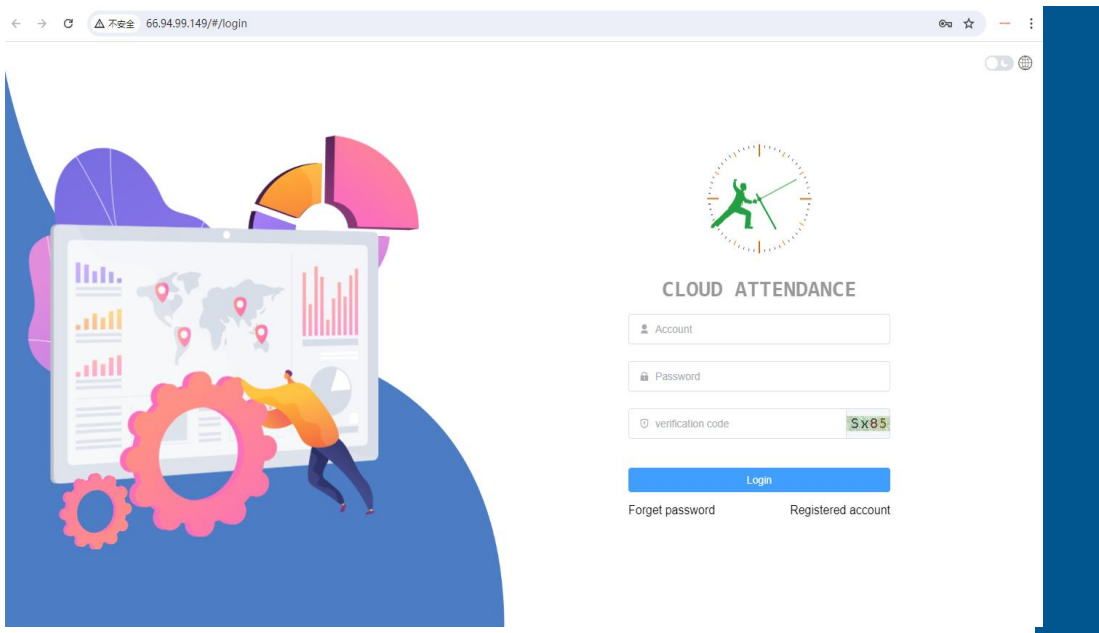 不安全 66.94.99.149/#/login
CLOUD ATTENDANCE
Account
Password
verification code Sx85
Login
Forget password Registered account